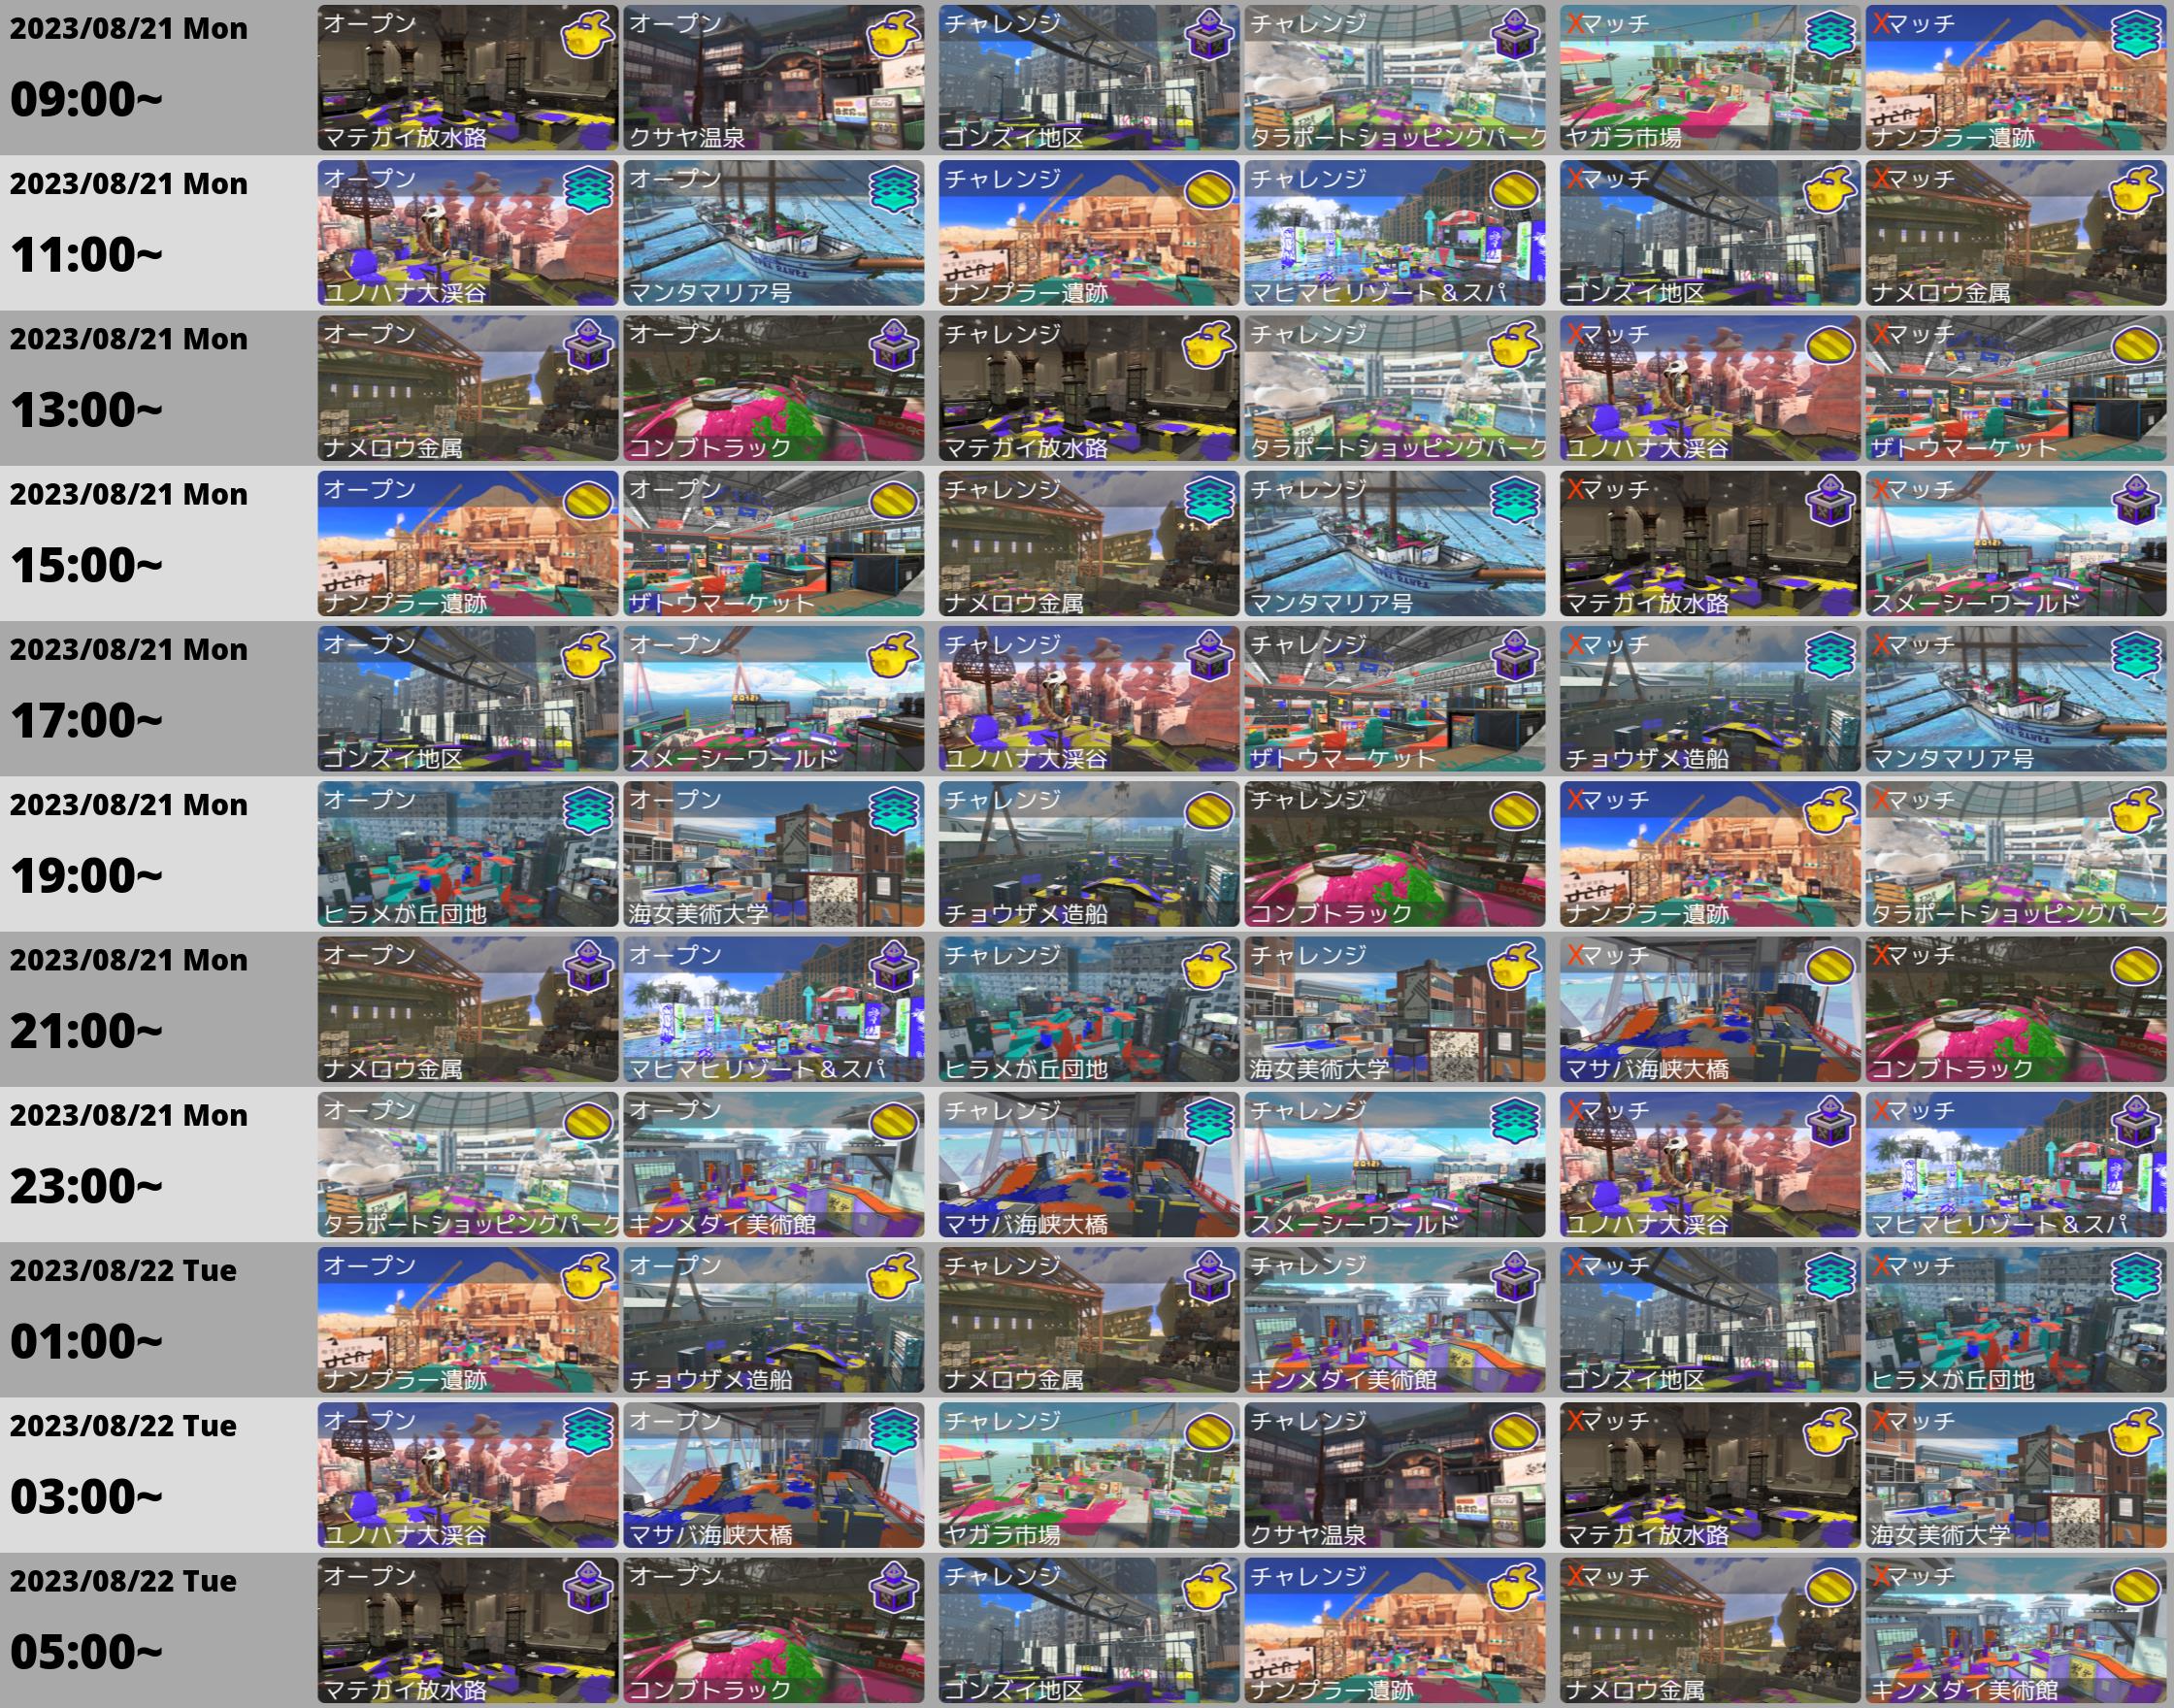 2023/08/21 Mon
09:00~
オープン
マテガイ放水路
オープン
クサヤ温泉
チャレンジ
ゴンズイ地区
チャレンジ
タラポートショッピングパーク
Xマッチ
ヤガラ市場
Xマッチ
ナンプラー遺跡
2023/08/21 Mon
11:00~
オープン
ユノハナ大渓谷
オープン
マンタマリア号
チャレンジ
ナンプラー遺跡
チャレンジ
マヒマヒリゾート&スパ
Xマッチ
ゴンズイ地区
Xマッチ
ナメロウ金属
2023/08/21 Mon
13:00~
オープン
ナメロウ金属
オープン
コンブトラック
チャレンジ
マテガイ放水路
チャレンジ
タラポートショッピングパーク
Xマッチ
ユノハナ大渓谷
Xマッチ
ザトウマーケット
2023/08/21 Mon
15:00~
オープン
ナンプラー遺跡
オープン
ザトウマーケット
チャレンジ
ナメロウ金属
チャレンジ
マンタマリア号
Xマッチ
マテガイ放水路
Xマッチ
スメーシーワールド
2023/08/21 Mon
17:00~
オープン
ゴンズイ地区
オープン
スメーシーワールド
チャレンジ
ユノハナ大渓谷
チャレンジ
ザトウマーケット
Xマッチ
チョウザメ造船
Xマッチ
マンタマリア号
2023/08/21 Mon
19:00~
オープン
ヒラメが丘団地
オープン
海女美術大学
チャレンジ
チョウザメ造船
チャレンジ
コンブトラック
Xマッチ
ナンプラー遺跡
Xマッチ
タラポートショッピングパーク
2023/08/21 Mon
21:00~
オープン
ナメロウ金属
オープン
マヒマヒリゾート&スパ
チャレンジ
ヒラメが丘団地
チャレンジ
海女美術大学
Xマッチ
マサバ海峡大橋
Xマッチ
コンブトラック
2023/08/21 Mon
23:00~
オープン
タラポートショッピングパーク
オープン
キンメダイ美術館
チャレンジ
マサバ海峡大橋
チャレンジ
スメーシーワールド
Xマッチ
ユノハナ大渓谷
Xマッチ
マヒマヒリゾート&スパ
2023/08/22 Tue
01:00~
オープン
ナンプラー遺跡
オープン
チョウザメ造船
チャレンジ
ナメロウ金属
チャレンジ
キンメダイ美術館
Xマッチ
ゴンズイ地区
Xマッチ
ヒラメが丘団地
2023/08/22 Tue
03:00~
オープン
ユノハナ大渓谷
オープン
マサバ海峡大橋
チャレンジ
ヤガラ市場
チャレンジ
クサヤ温泉
Xマッチ
マテガイ放水路
Xマッチ
海女美術大学
2023/08/22 Tue
05:00~
オープン
マテガイ放水路
オープン
コンブトラック
チャレンジ
ゴンズイ地区
チャレンジ
ナンプラー遺跡
Xマッチ
ナメロウ金属
Xマッチ
キンメダイ美術館